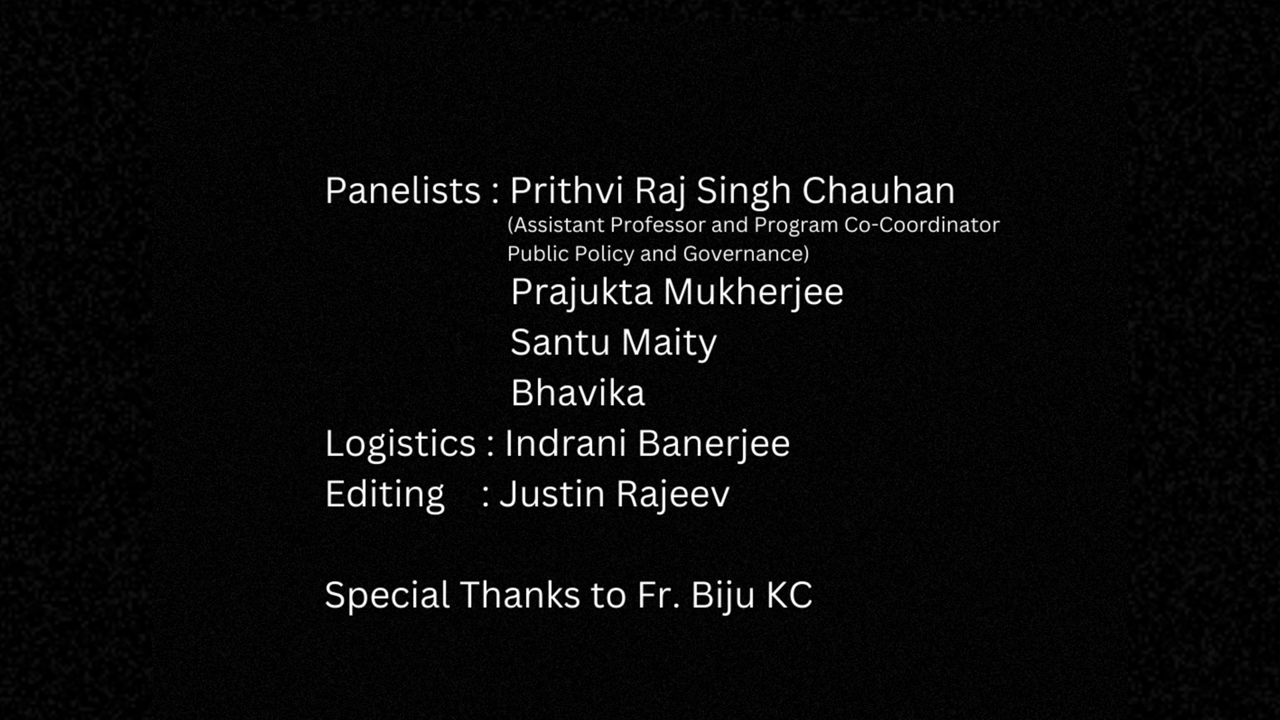 Panelists : Prithvi Raj Singh Chauhan
(Assistant Professor and Program Co-Coordinator
Public Policy and Governance)
Prajukta Mukherjee
Santu Maity
Bhavika
Logistics : Indrani Banerjee
Editing : Justin Rajeev
Special Thanks to Fr. Biju KC